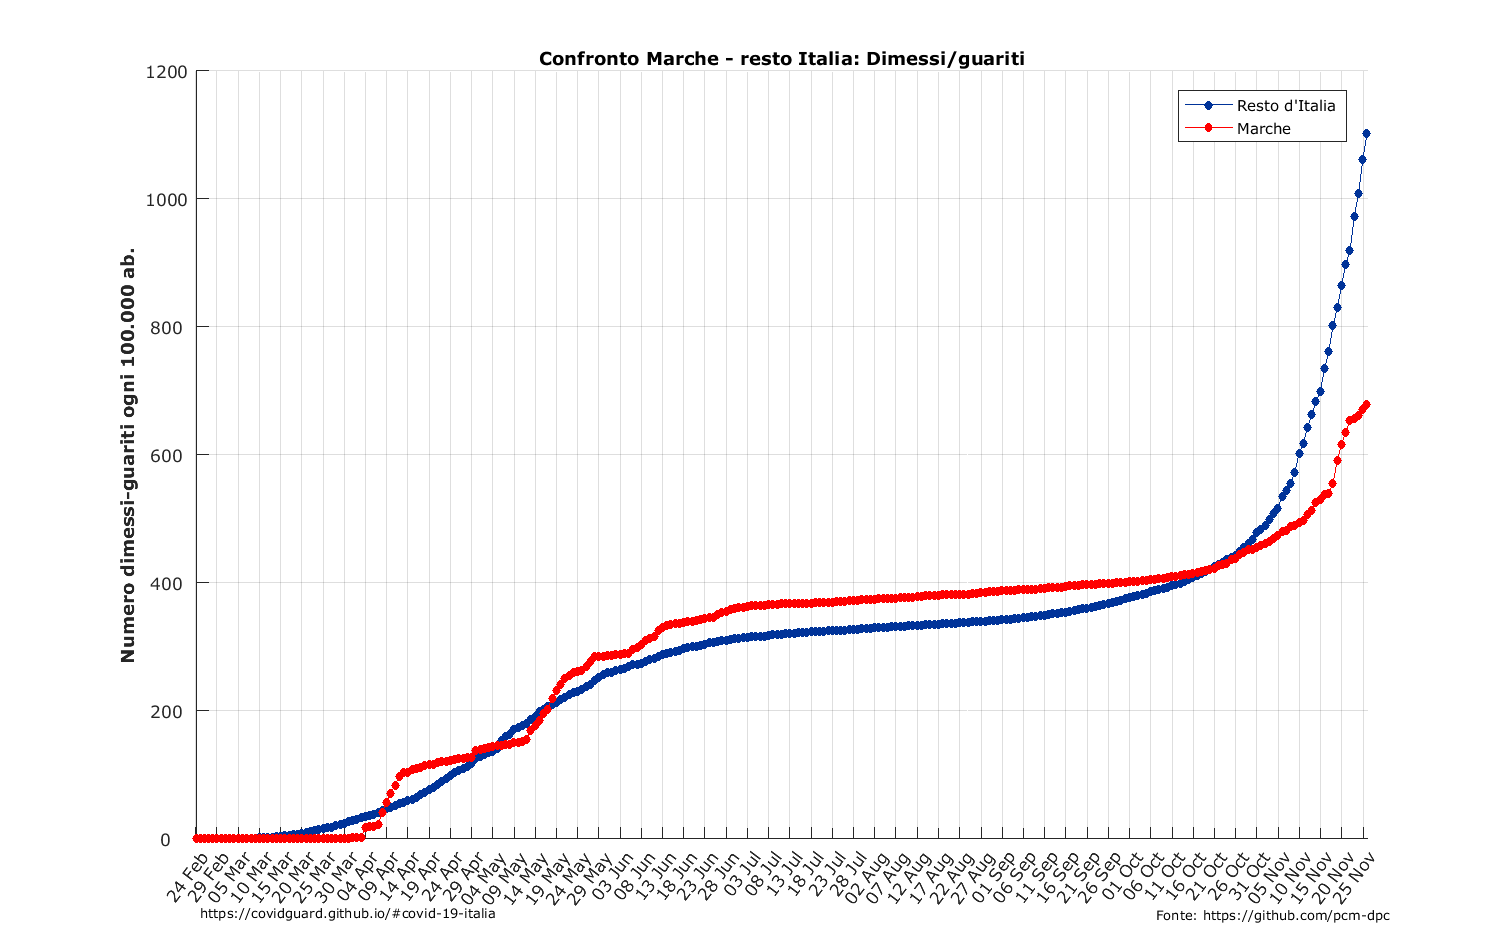 Confronto Marche - resto Italia: Dimessi/guariti
1200
1000
800
600
400
200
0
Numero dimessi-guariti ogni 100.000 ab.
Resto d'Italia
Marche
24 Feb
29 Feb
05 Mar
10 Mar
15 Mar
20 Mar
25 Mar
30 Mar
04 Apr
09 Apr
14 Apr
19 Apr
24 Apr
29 Apr
04 May
09 May
14 May
19 May
24 May
29 May
03 Jun
08 Jun
13 Jun
18 Jun
23 Jun
28 Jun
03 Jul
08 Jul
13 Jul
18 Jul
23 Jul
28 Jul
02 Aug
07 Aug
12 Aug
17 Aug
22 Aug
27 Aug
01 Sep
06 Sep
11 Sep
16 Sep
21 Sep
26 Sep
01 Oct
06 Oct
11 Oct
16 Oct
21 Oct
26 Oct
31 Oct
05 Nov
10 Nov
15 Nov
20 Nov
25 Nov
https://covidguard.github.io/#covid-19-italia
Fonte: https://github.com/pcm-dpc